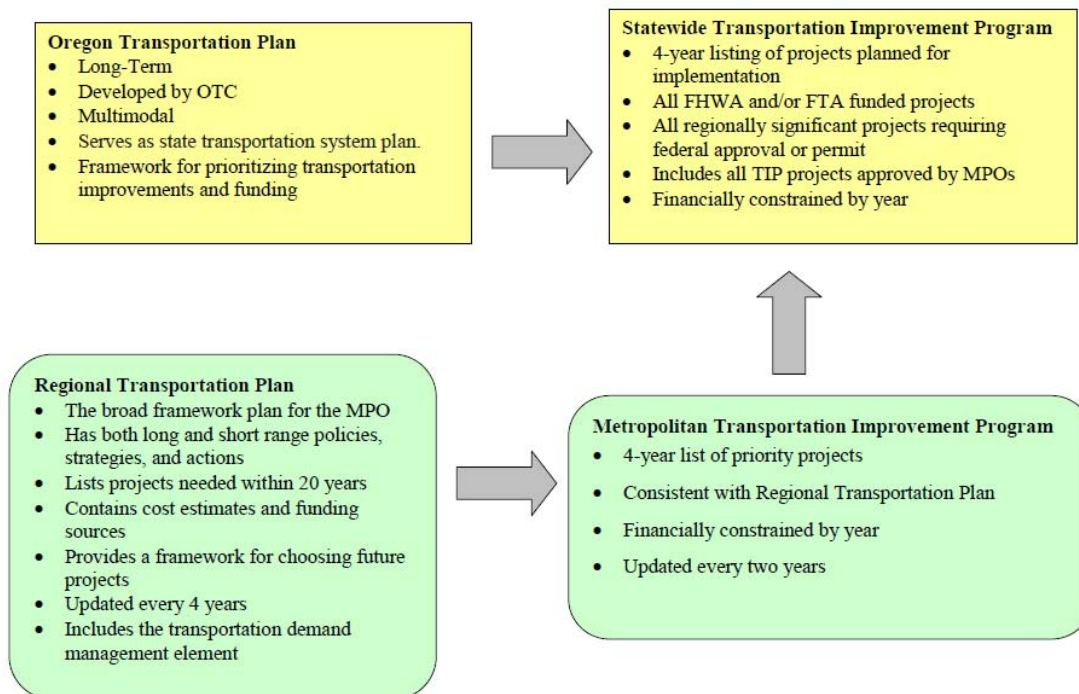 Oregon Transportation Plan
• Long-Term
• Developed by OTC
• Multimodal
• Serves as state transportation system plan.
• Framework for prioritizing transportation
improvements and funding
Statewide Transportation Improvement Program
• 4-year listing of projects planned for
implementation
• All FHWA and/or FTA funded projects
• All regionally significant projects requiring
federal approval or permit
• Includes all TIP projects approved by MPOs
• Financially constrained by year
Regional Transportation Plan
• The broad framework plan for the MPO
• Has both long and short range policies,
strategies, and actions
• Lists projects needed within 20 years
• Contains cost estimates and funding
sources
• Provides a framework for choosing future
projects
• Updated every 4 years
• Includes the transportation demand
management element
Metropolitan Transportation Improvement Program
• 4-year list of priority projects
• Consistent with Regional Transportation Plan
• Financially constrained by year
• Updated every two years